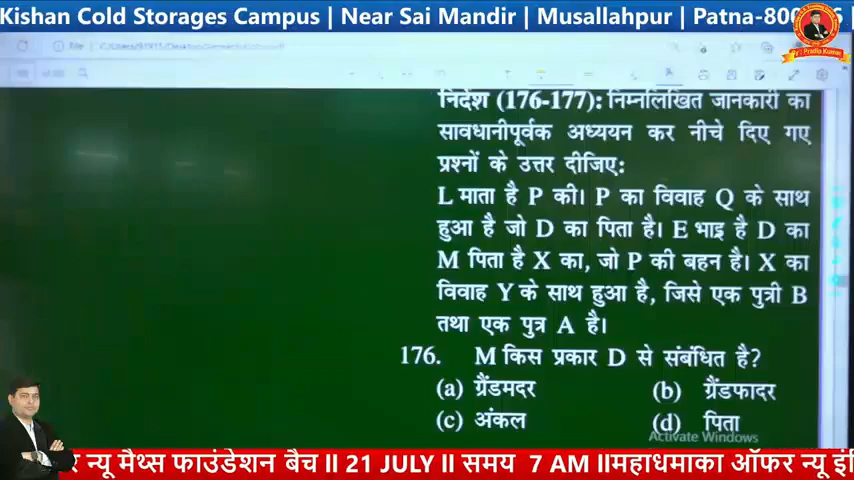 Kishan Cold Storages Campus | Near Sai Mandir | Musallahpur | Patna-800
निर्देश (176-177): निम्नलिखित जानकारी का
सावधानीपूर्वक अध्ययन कर नीचे दिए गए
प्रश्नों के उत्तर दीजिए:
L माता है P की। P का विवाह Q के साथ
हुआ है जो D का पिता है। E भाइ है D का
M पिता है X का, जो P की बहन है। X का
विवाह Y के साथ हुआ है, जिसे एक पुत्री B
तथा एक पुत्र A है।
176. M किस प्रकार D से संबंधित है?
(a) ग्रैंडमदर (b) ग्रैंडफादर
(c) अंकल (d) पिता
Activate Windows
र न्यू मैथ्स फाउंडेशन बैच II 21 JULY II समय 7 AM IIमहाधमाका ऑफर न्यू इं